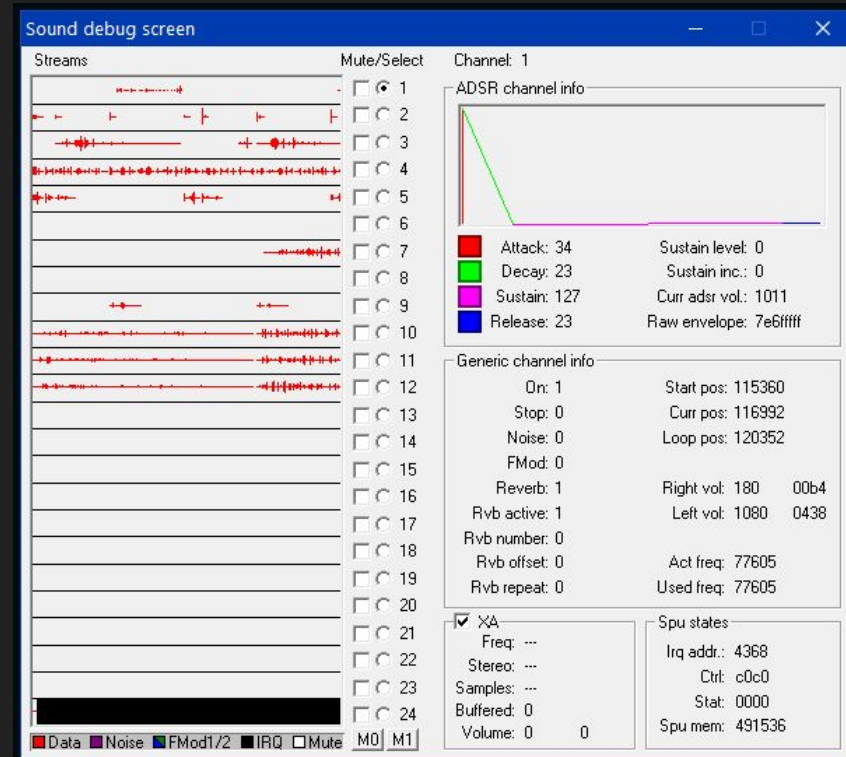 Sound debug screen
Streams
Mute/Select
Channel: 1
1
2
3
4
5
6
7
8
9
10
11
12
13
14
15
16
17
18
19
20
21
22
23
24
Data Noise FMod1/2 IRQ Mute M0 M1
ADSR channel info
Attack: 34 Sustain level: 0
Decay: 23 Sustain inc.: 0
Sustain: 127 Curr adsr vol.: 1011
Release: 23 Raw envelope: 7e6fffff
Generic channel info
On: 1 Start pos: 115360
Stop: 0 Curr pos: 116992
Noise: 0 Loop pos: 120352
FMod: 0
Reverb: 1 Right vol: 180 00b4
Rvb active: 1 Left vol: 1080 0438
Rvb number: 0
Rvb offset: 0 Act freq: 77605
Rvb repeat: 0 Used freq: 77605
XA
Freq: ---
Stereo: ---
Samples: ---
Buffered: 0
Volume: 0 0
Spu states
Irq addr.: 4368
Ctrl: c0c0
Stat: 0000
Spu mem: 491536